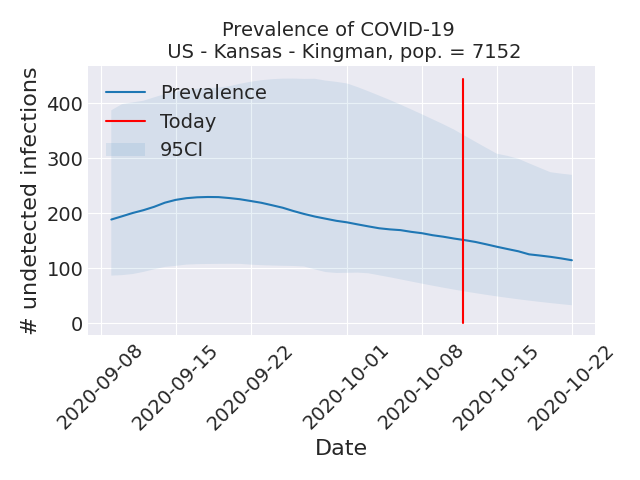 Prevalence of COVID-19
US - Kansas - Kingman, pop. = 7152
# undetected infections
400
300
200
100
0
Prevalence
Today
95CI
2020-09-08
2020-09-15
2020-09-22
2020-10-01
2020-10-08
2020-10-15
2020-10-22
Date